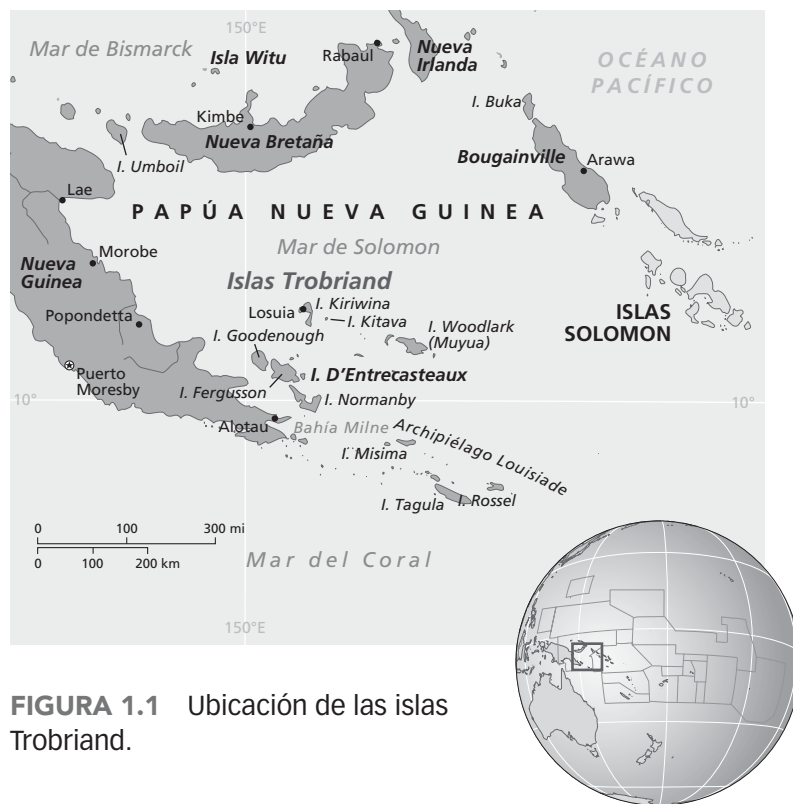 150°E
Mar de Bismarck
Isla Witu
Rabaul
Nueva
Irlanda
OCÉANO
PACÍFICO
Kimbe
I. Buka
Nueva Bretaña
I. Umboil
Bougainville
Arawa
Lae
PAPÚA NUEVA GUINEA
Morobe
Mar de Solomon
Nueva
Guinea
Islas Trobriand
Losuia
I. Kiriwina
I. Kitava
Popondetta
I. Goodenough
I. Woodlark
(Muyua)
ISLAS
SOLOMON
Puerto
Moresby
I. Fergusson
I. D'Entrecasteaux
I. Normanby
10°
10°
Alotau
Bahía Milne
Archipiélago Louisiade
I. Misima
I. Tagula
I. Rossel
0 100 300 mi
0 100 200 km
Mar del Coral
150°E
FIGURA 1.1 Ubicación de las islas
Trobriand.